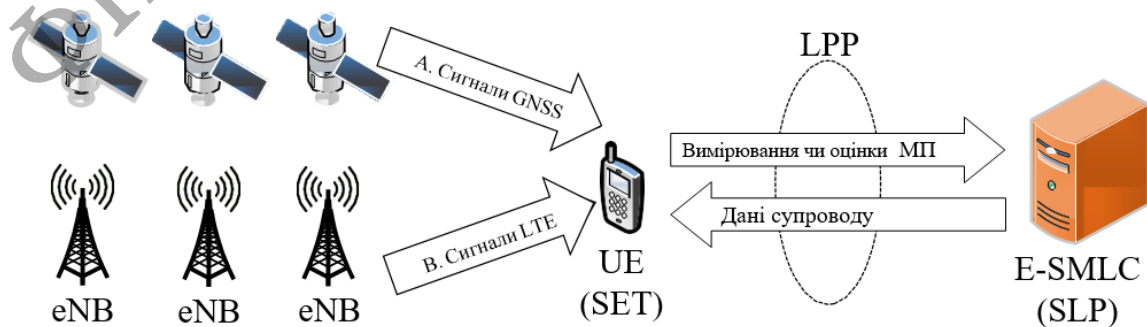 А. Сигнали GNSS
LPP
Вимірювання чи оцінки МП
Дані супроводу
В. Сигнали LTE
eNB
eNB
eNB
UE
(SET)
E-SMLC
(SLP)